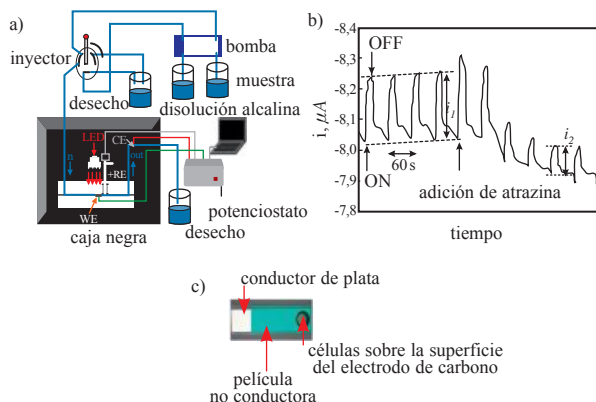 a)
inyector
bomba
desecho
muestra
disolución alcalina
LED
CE
in
out
+RE
WE
caja negra
potenciostato
desecho
b)
i, µA
-8,4
-8,3
-8,2
-8,1
-8,0
-7,9
-7,8
OFF
i1
i2
60 s
ON
adición de atrazina
tiempo
c)
conductor de plata
células sobre la superficie
del electrodo de carbono
película
no conductora